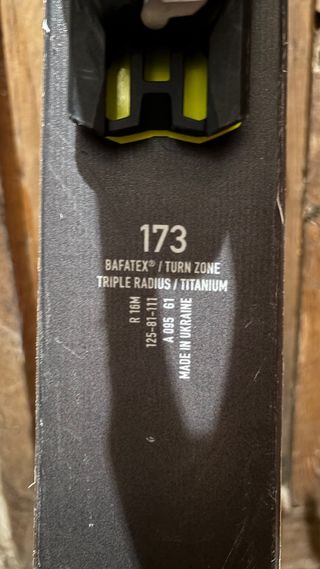 173
BAFATEX® / TURN ZONE
TRIPLE RADIUS / TITANIUM
R 16M
125-81-111
A 095 61
MADE IN UKRAINE